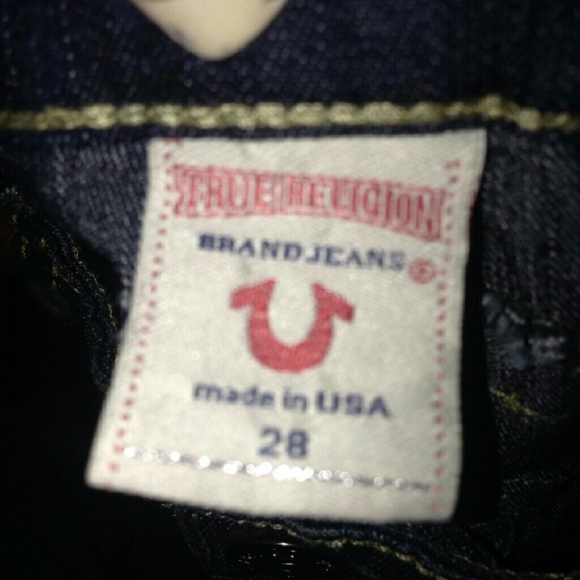 TRUE RELIGION
BRAND JEANS ®
made in USA
28